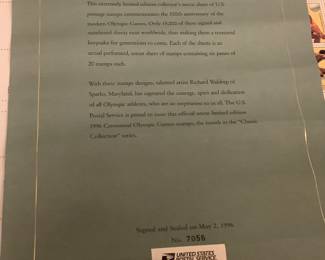 This extremely limited edition collector's uncut sheet of U.S.
postage stamps commemorates the 100th anniversary of the
modern Olympic Games. Only of these signed and
numbered sheets exist worldwide, thus making them a treasured
keepsake for generations to come. Each of the sheets is an
actual perforated, uncut sheet of stamps containing six panes of
20 stamps each.
With these stamps designs, talented artist Richard Waldrep of
Sparks, Maryland, has captured the courage, spirit and dedication
of all Olympic athletes, who are an inspiration to us all. The U.S.
Postal Service is proud to issue this official uncut limited edition
1996 Centennial Olympic Games stamps, the fourth in the "Classic
Collection" series.
Signed and Sealed on May 2, 1996
No. 7056
UNITED STATES
POSTAL SERVICE